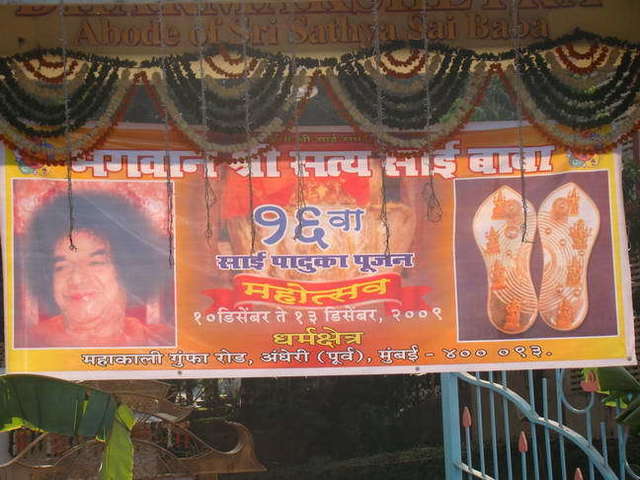 Abode of Sri Sathya Sai Baba
भगवान श्री सत्य साई बाबा
१६वा
साई पादुका पूजन
महोत्सव
१० डिसेंबर ते १३ डिसेंबर, २००९
धर्मक्षेत्र
महाकाली गुंफा रोड, अंधेरी (पूर्व), मुंबई - ४०० ०९३.